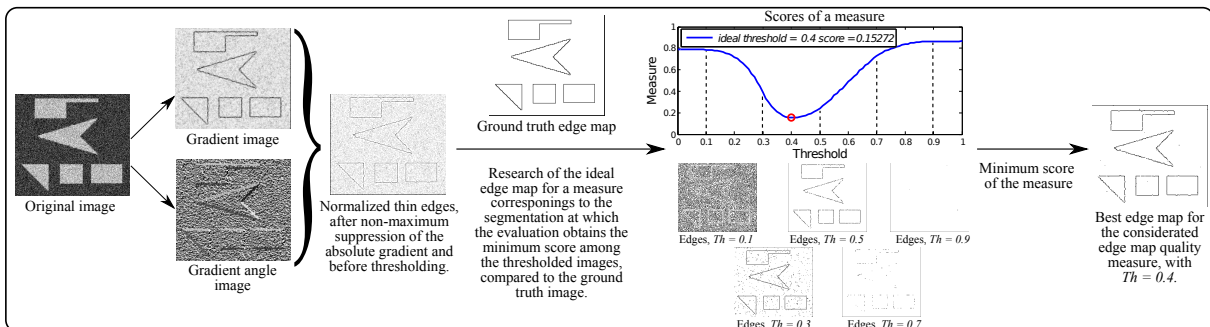 Original image
Gradient image
Gradient angle
image
Normalized thin edges,
after non-maximum
suppression of the
absolute gradient and
before thresholding.
Ground truth edge map
Research of the ideal
edge map for a measure
corresponings to the
segmentation at which
the evaluation obtains the
minimum score among
the thresholded images,
compared to the ground
truth image.
Scores of a measure
ideal threshold = 0.4 score =0.15272
Measure
1
0.8
0.6
0.4
0.2
0
0 0.1 0.2 0.3 0.4 0.5 0.6 0.7 0.8 0.9 1
Threshold
Edges, Th = 0.1
Edges, Th = 0.5
Edges, Th = 0.9
Edges, Th = 0.3
Edges, Th = 0.7
Minimum score
of the measure
Best edge map for
the considerated
edge map quality
measure, with
Th = 0.4.